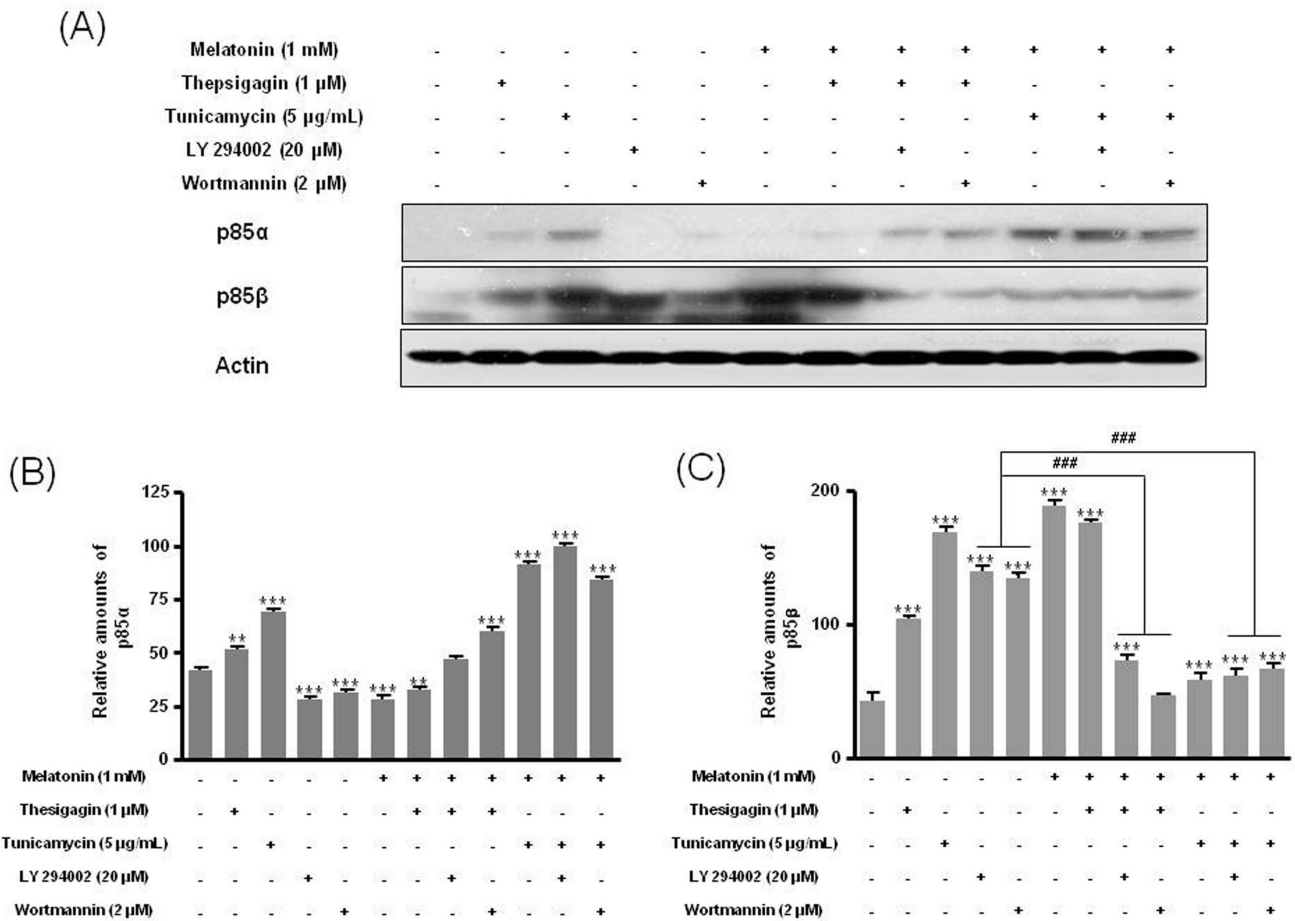 (A)
Melatonin (1 mM) - - - - - + + + + + + +
Thepsigagin (1 µM) - + - - - - + + + - - -
Tunicamycin (5 µg/mL) - - + - - - - - - + + +
LY 294002 (20 µM) - - - + - - - + - - + -
Wortmannin (2 µM) - - - - + - - - + - - +
p85α
p85β
Actin
(B)
Relative amounts of
p85α
125
100
75
50
25
0
** *** *** *** *** ** *** *** *** ***
Melatonin (1 mM) - - - - - + + + + + + +
Thesigagin (1 µM) - + - - - - + + + - - -
Tunicamycin (5 µg/mL) - - + - - - - - - + + +
LY 294002 (20 µM) - - - + - - - + - - + -
Wortmannin (2 µM) - - - - + - - - + - - +
(C)
Relative amounts of
p85β
200
100
0
###
###
*** *** *** *** *** *** *** *** *** ***
Melatonin (1 mM) - - - - - + + + + + + +
Thesigagin (1 µM) - + - - - - + + + - - -
Tunicamycin (5 µg/mL) - - + - - - - - - + + +
LY 294002 (20 µM) - - - + - - - + - - + -
Wortmannin (2 µM) - - - - + - - - + - - +